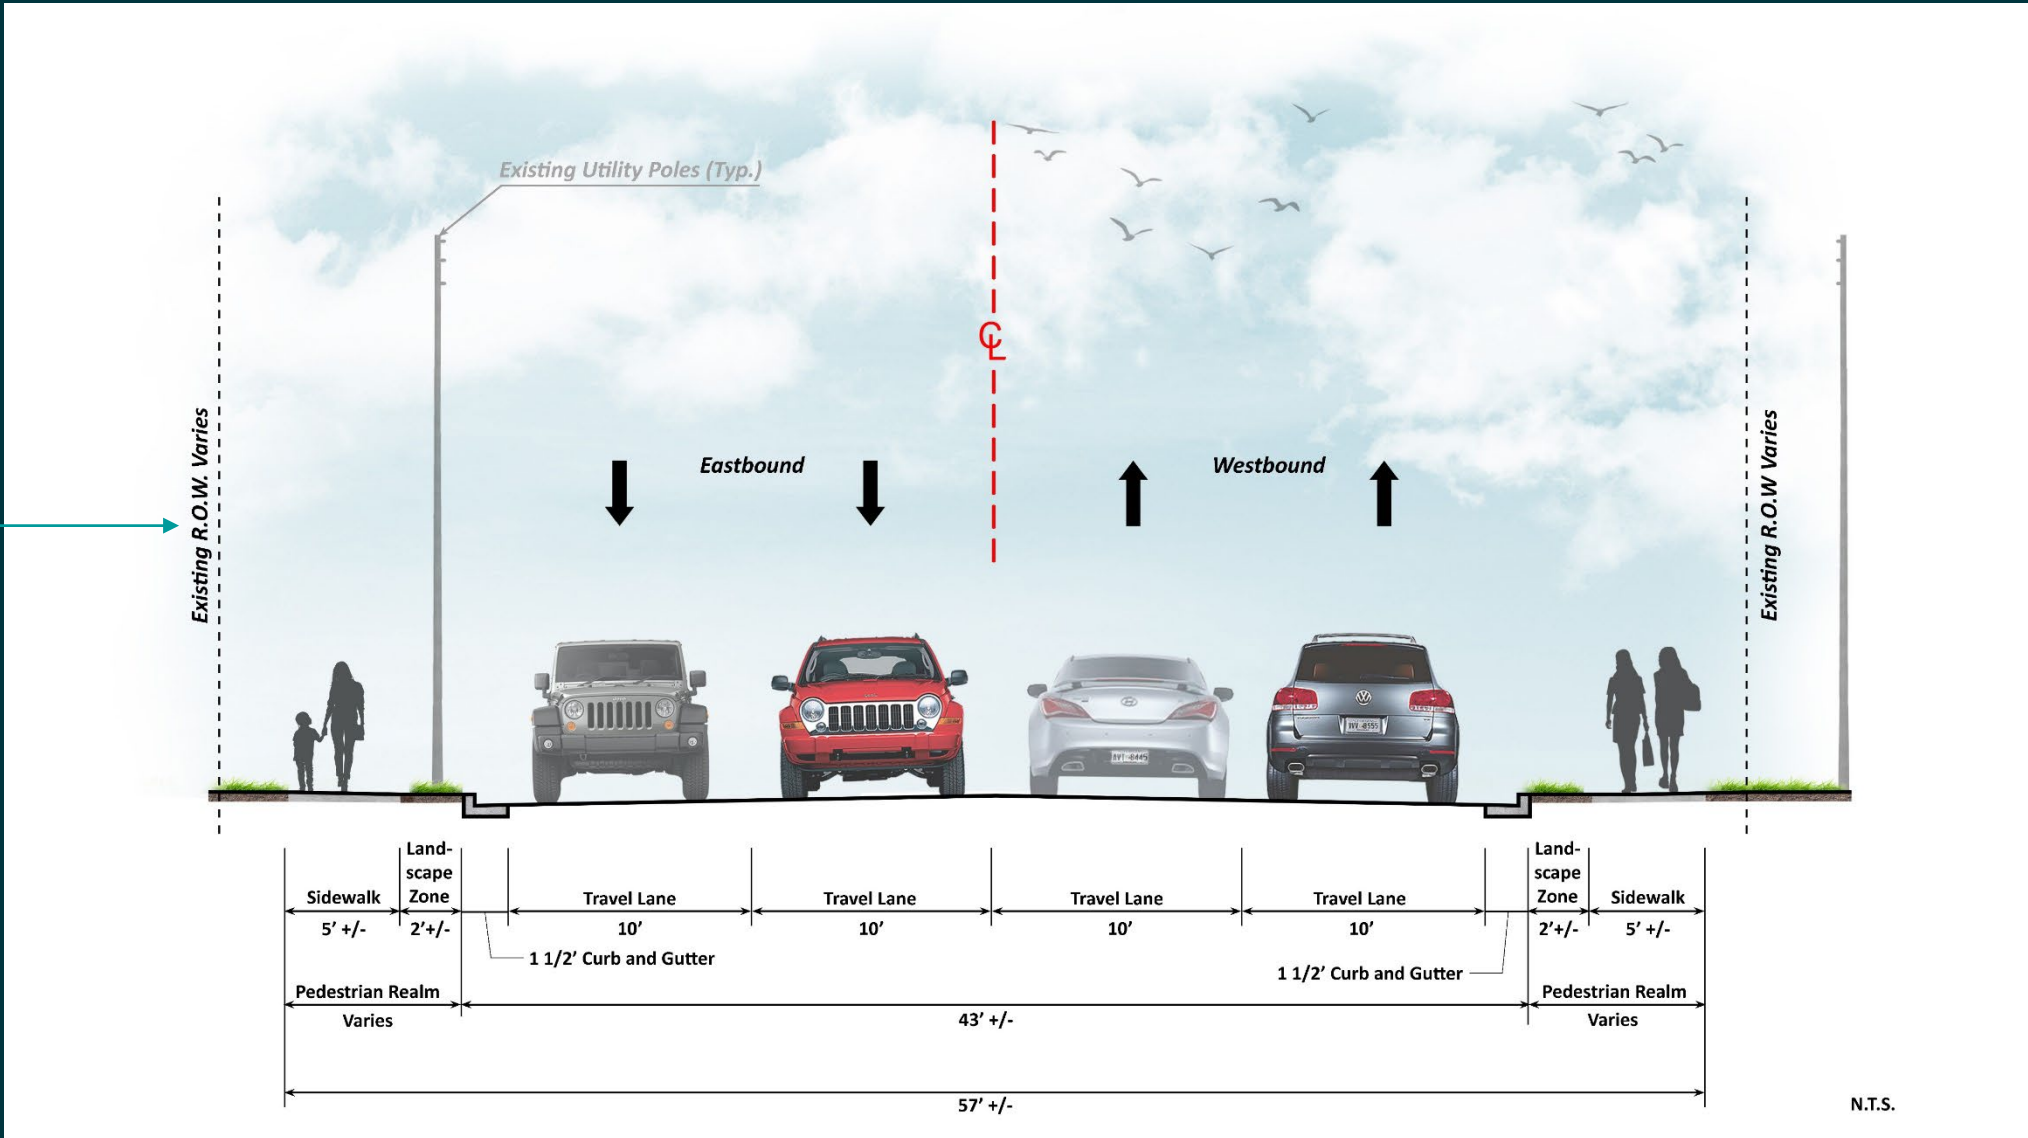 Existing Utility Poles (Typ.)
CL
Existing R.O.W. Varies
Existing R.O.W Varies
Eastbound
Westbound
Land-
scape
Zone
Land-
scape
Zone
Sidewalk
Travel Lane
Travel Lane
Travel Lane
Travel Lane
Sidewalk
5' +/-
2'+/-
10'
10'
10'
10'
2'+/-
5' +/-
1 1/2' Curb and Gutter
1 1/2' Curb and Gutter
Pedestrian Realm
Pedestrian Realm
Varies
43' +/-
Varies
57' +/-
N.T.S.